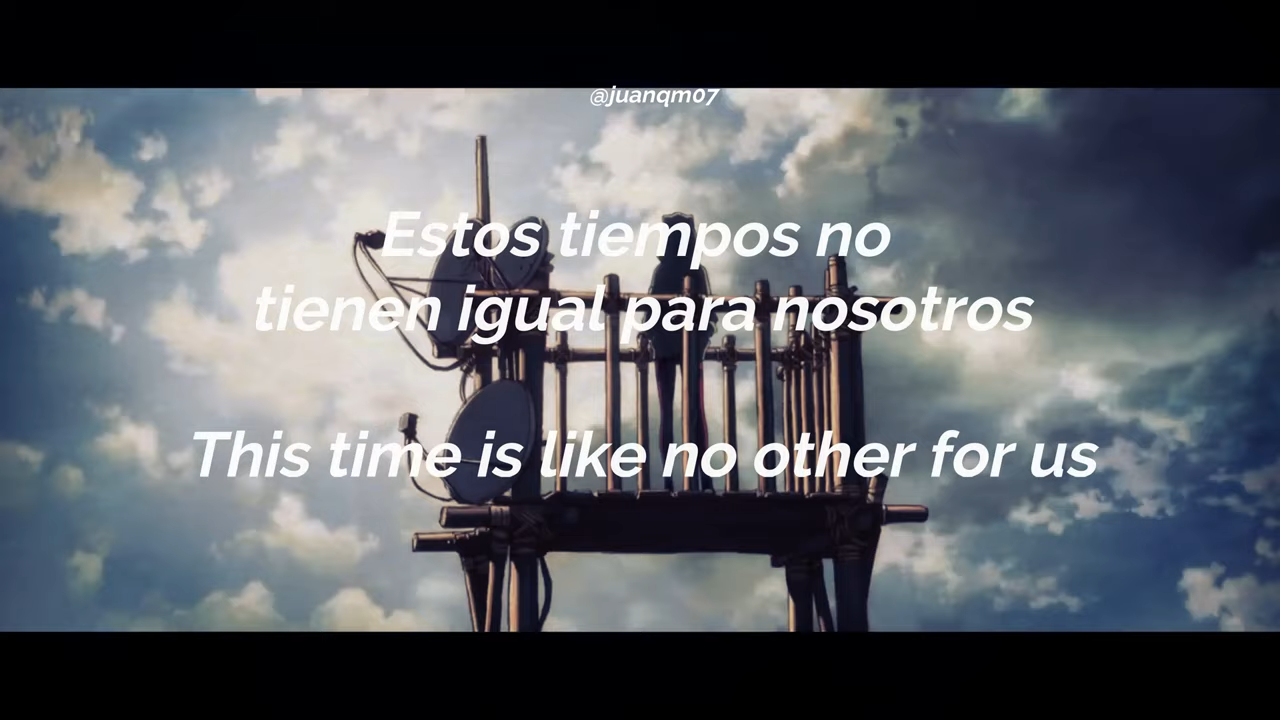 @juanqm07
Estos tiempos no
tienen igual para nosotros
This time is like no other for us